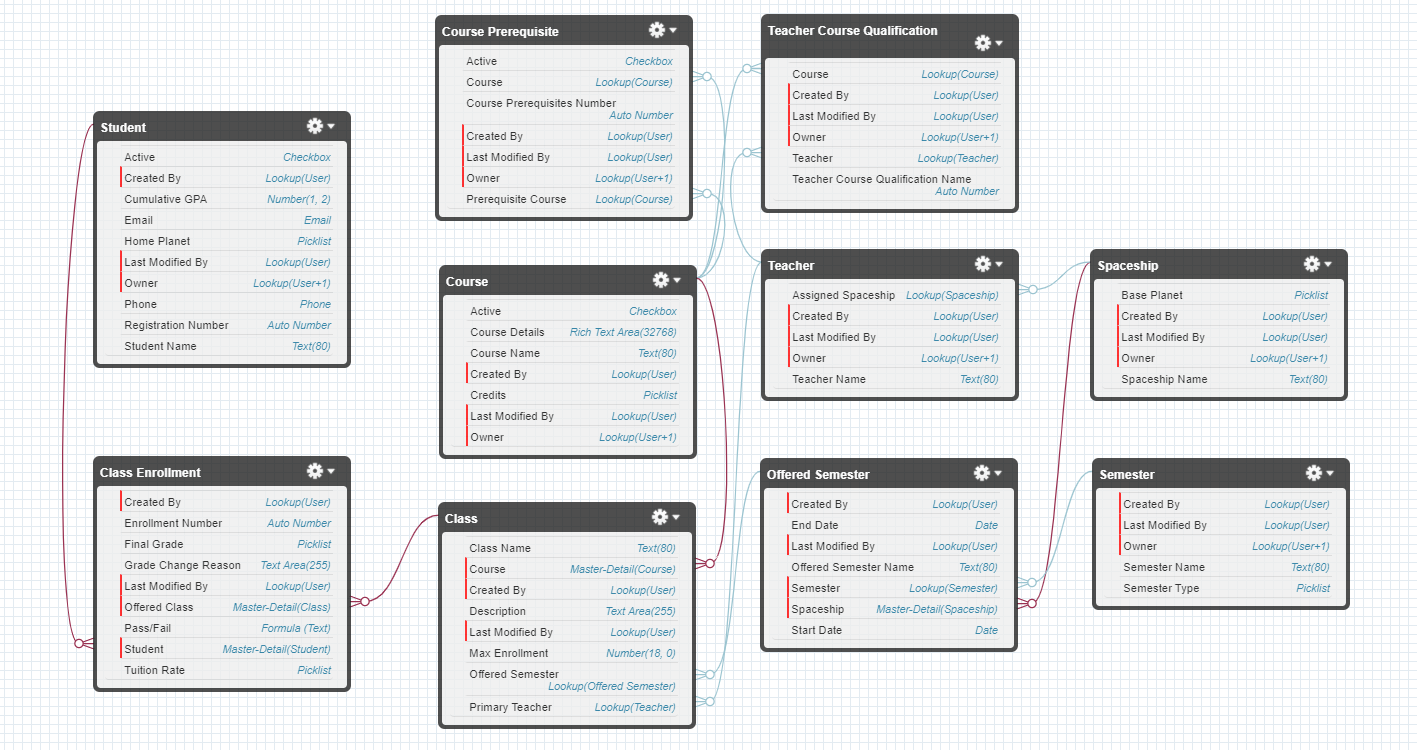 Course Prerequisite
Active Checkbox
Course Lookup(Course)
Course Prerequisites Number
Auto Number
Created By Lookup(User)
Last Modified By Lookup(User)
Owner Lookup(User+1)
Prerequisite Course Lookup(Course)
Teacher Course Qualification
Course Lookup(Course)
Created By Lookup(User)
Last Modified By Lookup(User)
Owner Lookup(User+1)
Teacher Lookup(Teacher)
Teacher Course Qualification Name
Auto Number
Student
Active Checkbox
Created By Lookup(User)
Cumulative GPA Number(1, 2)
Email Email
Home Planet Picklist
Last Modified By Lookup(User)
Owner Lookup(User+1)
Phone Phone
Registration Number Auto Number
Student Name Text(80)
Course
Active Checkbox
Course Details Rich Text Area(32768)
Course Name Text(80)
Created By Lookup(User)
Credits Picklist
Last Modified By Lookup(User)
Owner Lookup(User+1)
Teacher
Assigned Spaceship Lookup(Spaceship)
Created By Lookup(User)
Last Modified By Lookup(User)
Owner Lookup(User+1)
Teacher Name Text(80)
Spaceship
Base Planet Picklist
Created By Lookup(User)
Last Modified By Lookup(User)
Owner Lookup(User+1)
Spaceship Name Text(80)
Class Enrollment
Created By Lookup(User)
Enrollment Number Auto Number
Final Grade Picklist
Grade Change Reason Text Area(255)
Last Modified By Lookup(User)
Offered Class Master-Detail(Class)
Pass/Fail Formula (Text)
Student Master-Detail(Student)
Tuition Rate Picklist
Class
Class Name Text(80)
Course Master-Detail(Course)
Created By Lookup(User)
Description Text Area(255)
Last Modified By Lookup(User)
Max Enrollment Number(18, 0)
Offered Semester
Lookup(Offered Semester)
Primary Teacher Lookup(Teacher)
Offered Semester
Created By Lookup(User)
End Date Date
Last Modified By Lookup(User)
Offered Semester Name Text(80)
Semester Lookup(Semester)
Spaceship Master-Detail(Spaceship)
Start Date Date
Semester
Created By Lookup(User)
Last Modified By Lookup(User)
Owner Lookup(User+1)
Semester Name Text(80)
Semester Type Picklist